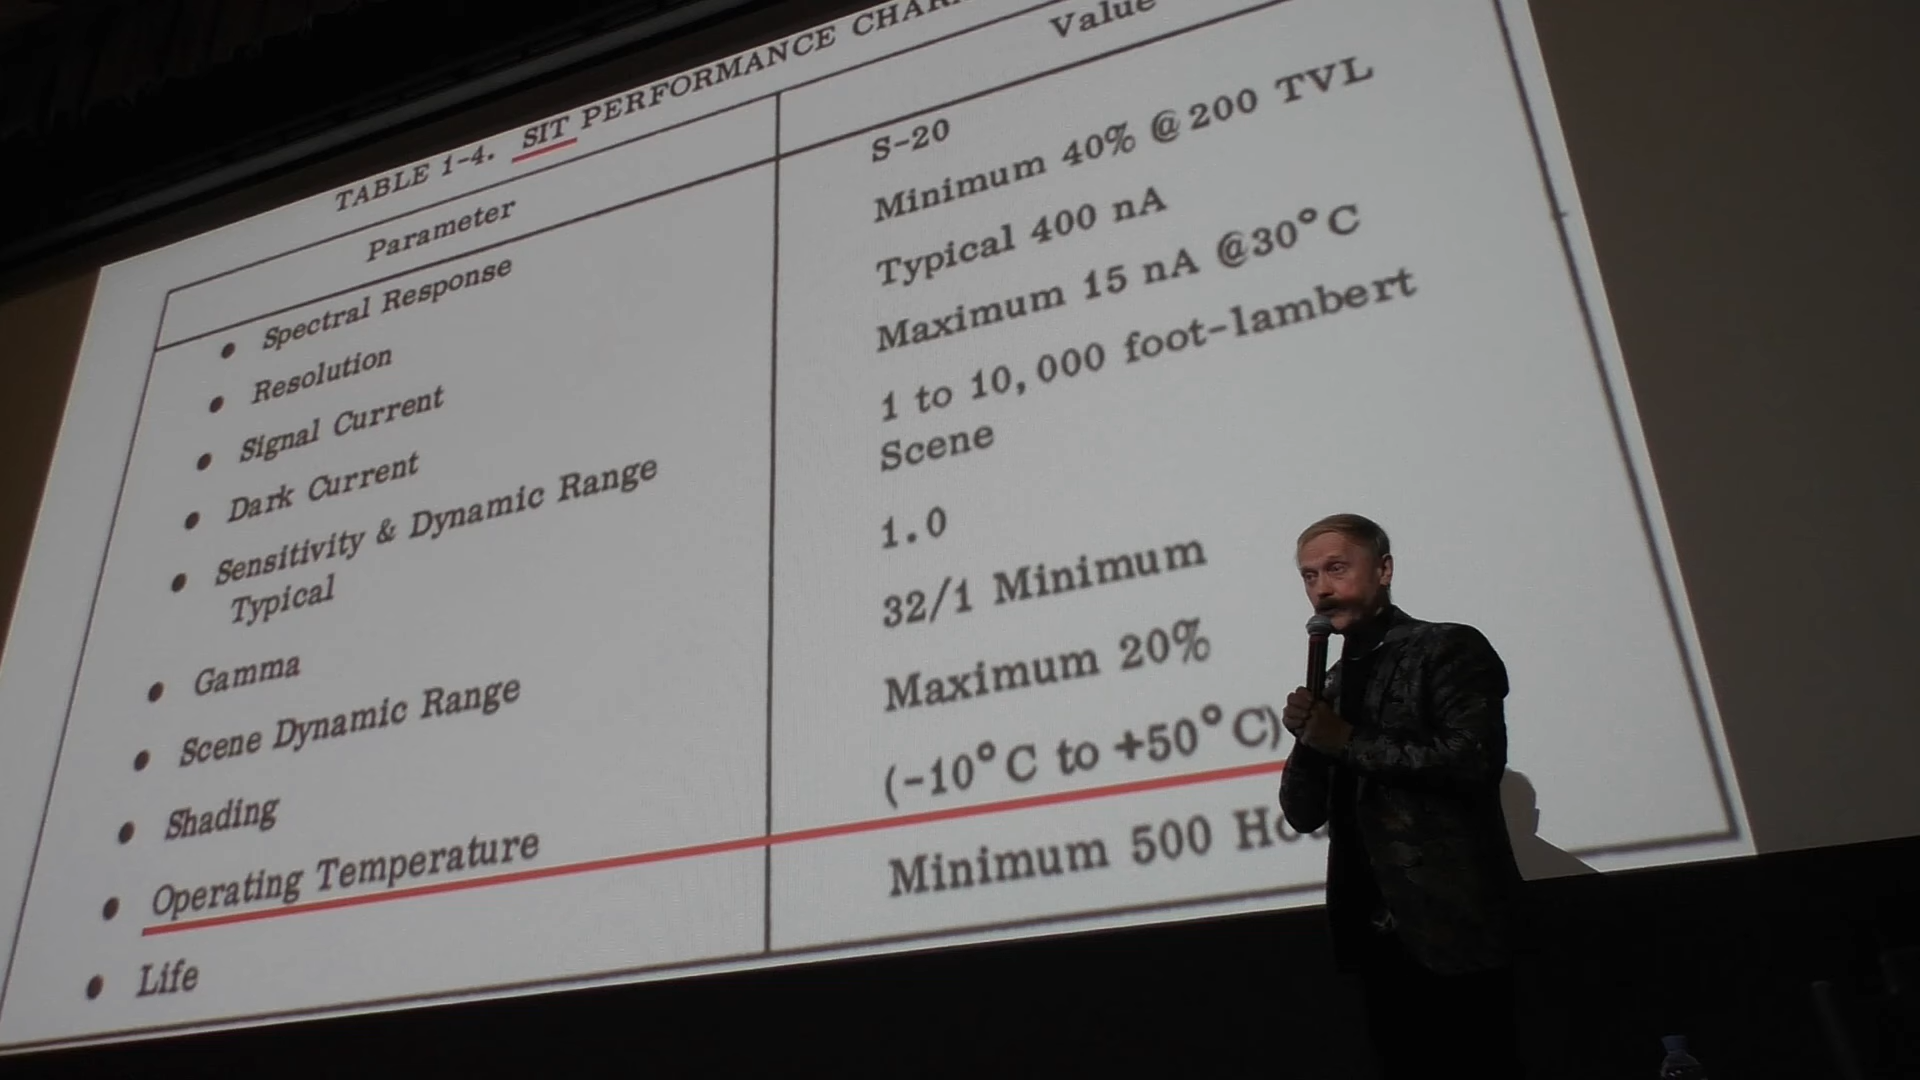 TABLE 1-4. SIT PERFORMANCE
Parameter Value
• Spectral Response S-20
• Resolution Minimum 40% @ 200 TVL
• Signal Current Typical 400 nA
• Dark Current Maximum 15 nA @30°C
• Sensitivity & Dynamic Range 1 to 10,000 foot-lambert
Typical Scene
• Gamma 1.0
• Scene Dynamic Range 32/1 Minimum
• Shading Maximum 20%
• Operating Temperature (-10°C to +50°C)
• Life Minimum 500